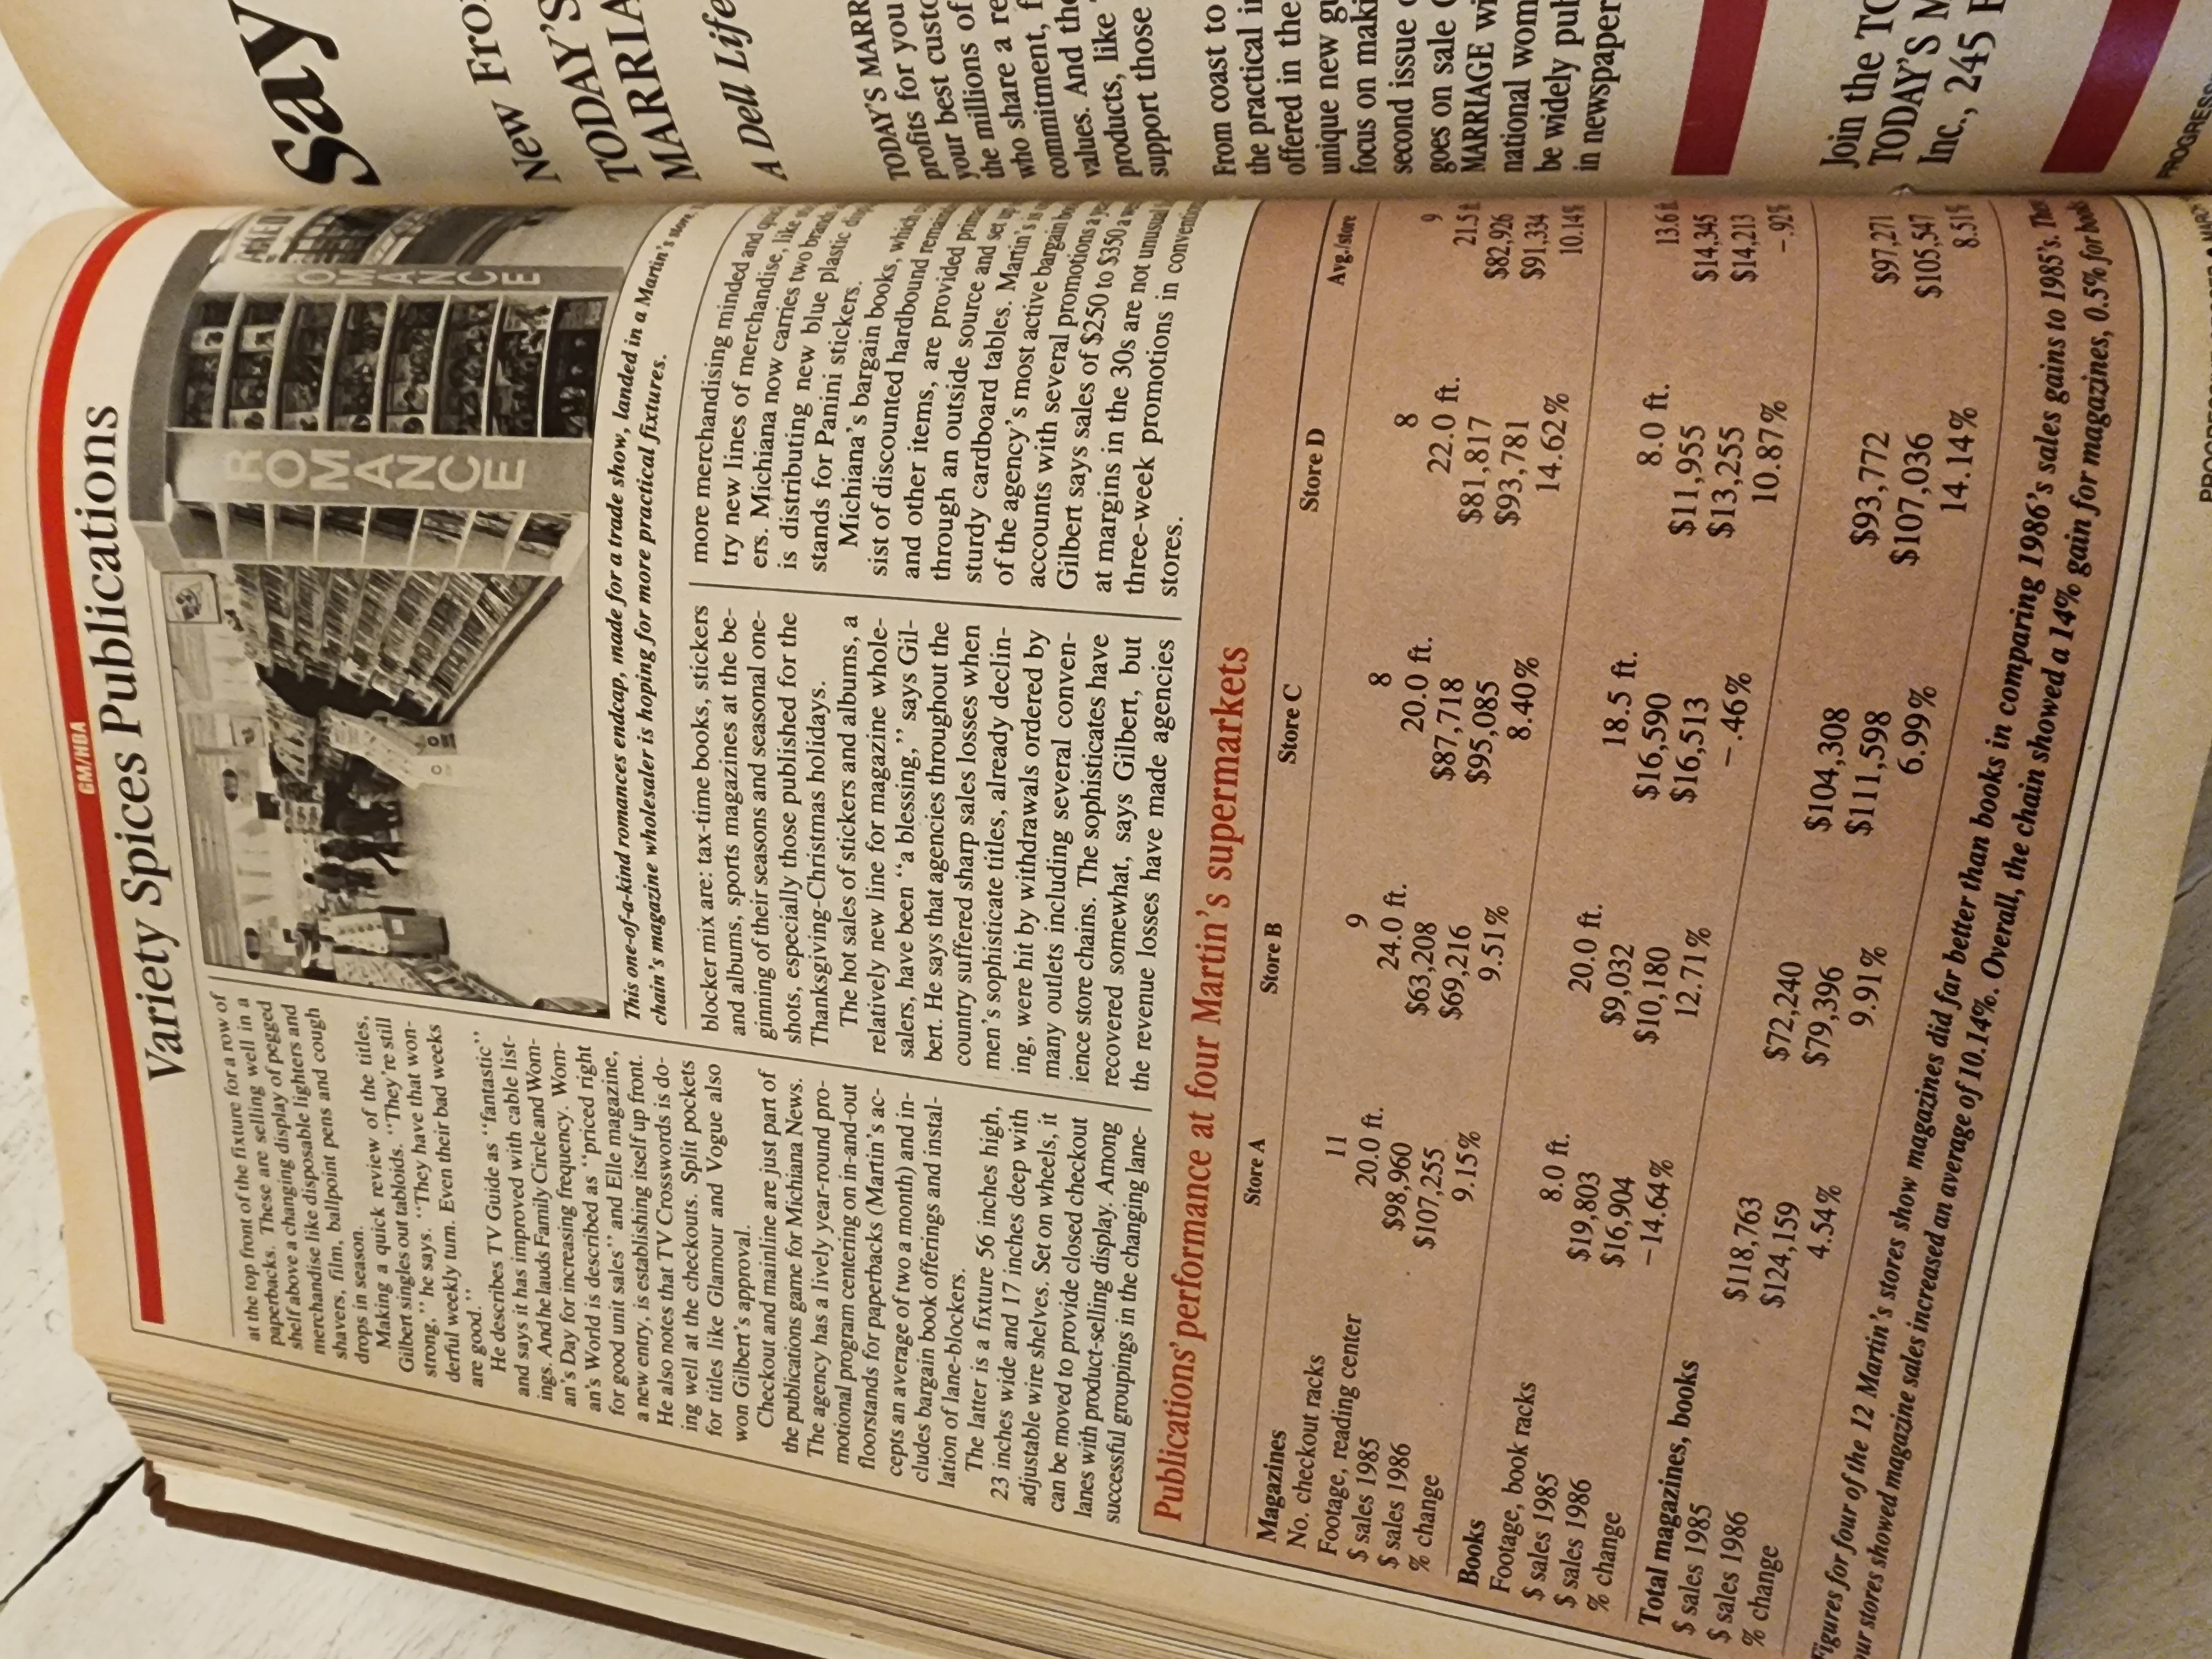 GM/HBA
Variety Spices Publications
at the top front of the fixture for a row of
paperbacks. These are selling well in a
shelf above a changing display of pegged
merchandise like disposable lighters and
shavers, film, ballpoint pens and cough
drops in season.
Making a quick review of the titles,
Gilbert singles out tabloids. “They’re still
strong,” he says. “They have that won-
derful weekly turn. Even their bad weeks
are good.”
He describes TV Guide as “fantastic”
and says it has improved with cable list-
ings. And he lauds Family Circle and Wom-
an’s Day for increasing frequency. Wom-
an’s World is described as “priced right
for good unit sales” and Elle magazine,
a new entry, is establishing itself up front.
He also notes that TV Crosswords is do-
ing well at the checkouts. Split pockets
for titles like Glamour and Vogue also
won Gilbert’s approval.
Checkout and mainline are just part of
the publications game for Michiana News.
The agency has a lively year-round pro-
motional program centering on in-and-out
floorstands for paperbacks (Martin’s ac-
cepts an average of two a month) and in-
cludes bargain book offerings and instal-
lation of lane-blockers.
The latter is a fixture 56 inches high,
23 inches wide and 17 inches deep with
adjustable wire shelves. Set on wheels, it
can be moved to provide closed checkout
lanes with product-selling display. Among
successful groupings in the changing lane-
ROMANCE
ROMANCE
This one-of-a-kind romances endcap, made for a trade show, landed in a Martin’s store.
chain’s magazine wholesaler is hoping for more practical fixtures.
blocker mix are: tax-time books, stickers
and albums, sports magazines at the be-
ginning of their seasons and seasonal one-
shots, especially those published for the
Thanksgiving-Christmas holidays.
The hot sales of stickers and albums, a
relatively new line for magazine whole-
salers, have been “a blessing,” says Gil-
bert. He says that agencies throughout the
country suffered sharp sales losses when
men’s sophisticate titles, already declin-
ing, were hit by withdrawals ordered by
many outlets including several conven-
ience store chains. The sophisticates have
recovered somewhat, says Gilbert, but
the revenue losses have made agencies
more merchandising minded and
try new lines of merchandise, like
ers. Michiana now carries two brands
is distributing new blue plastic
stands for Panini stickers.
Michiana’s bargain books, which
sist of discounted hardbound
and other items, are provided
through an outside source and set up
sturdy cardboard tables. Martin’s is
of the agency’s most active bargain
accounts with several promotions a
Gilbert says sales of $250 to $350 a
at margins in the 30s are not unusual
three-week promotions in
stores.
Publications’ performance at four Martin’s supermarkets
Store A Store B Store C Store D Avg./store
Magazines
No. checkout racks 11 9 8 8 9
Footage, reading center 20.0 ft. 24.0 ft. 20.0 ft. 22.0 ft. 21.5 ft
$ sales 1985 $98,960 $63,208 $87,718 $81,817 $82,926
$ sales 1986 $107,255 $69,216 $95,085 $93,781 $91,334
% change 9.15% 9.51% 8.40% 14.62% 10.14%
Books
Footage, book racks 8.0 ft. 20.0 ft. 18.5 ft. 8.0 ft. 13.6 ft
$ sales 1985 $19,803 $9,032 $16,590 $11,955 $14,345
$ sales 1986 $16,904 $10,180 $16,513 $13,255 $14,213
% change −14.64% 12.71% −.46% 10.87% −.92%
Total magazines, books
$ sales 1985 $118,763 $72,240 $104,308 $93,772 $97,271
$ sales 1986 $124,159 $79,396 $111,598 $107,036 $105,547
% change 4.54% 9.91% 6.99% 14.14% 8.51%
Figures for four of the 12 Martin’s stores show magazines did far better than books in comparing 1986’s sales gains to 1985’s.
our stores showed magazine sales increased an average of 10.14%. Overall, the chain showed a 14% gain for magazines, 0.5% for books
say
New Fro
TODAY’S
MARRIA
A Dell Life
TODAY’S MARR
profits for you
your best custo
the millions of
who share a re
commitment, f
values. And the
products, like
support those
From coast to
the practical i
offered in the
unique new gu
focus on maki
second issue
goes on sale
MARRIAGE wi
national wom
be widely pub
in newspaper
Join the TO
TODAY’S M
Inc., 245 P
PROGRESS